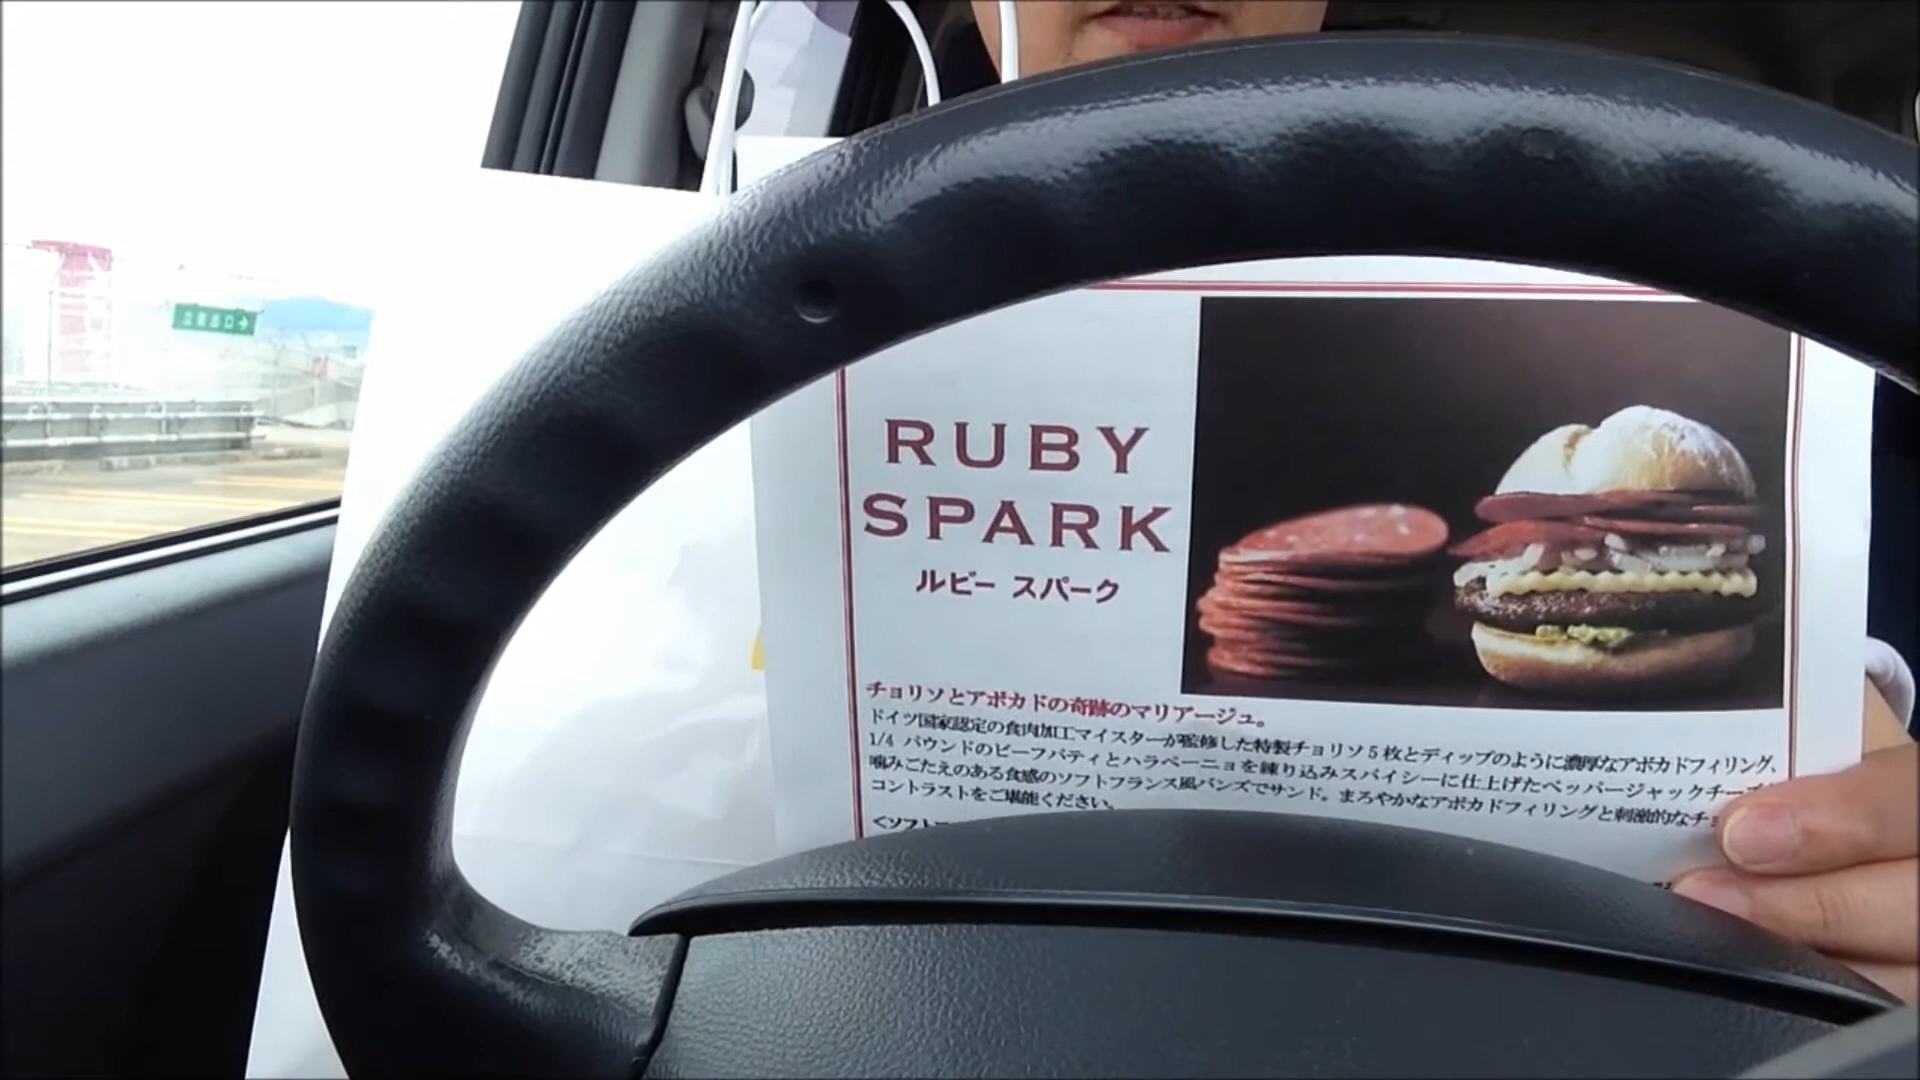 立駐出口→
RUBY
SPARK
ルビー スパーク
チョリソとアボカドの奇跡のマリアージュ。
ドイツ国家認定の食肉加工マイスターが監修した特製チョリソ5枚とディップのように濃厚なアボカドフィリング、
1/4 パウンドのビーフパティとハラペーニョを練り込みスパイシーに仕上げたペッパージャックチーズ
噛みごたえのある食感のソフトフランス風バンズでサンド。まろやかなアボカドフィリングと刺激的なチョ
コントラストをご堪能ください。
<ソフト